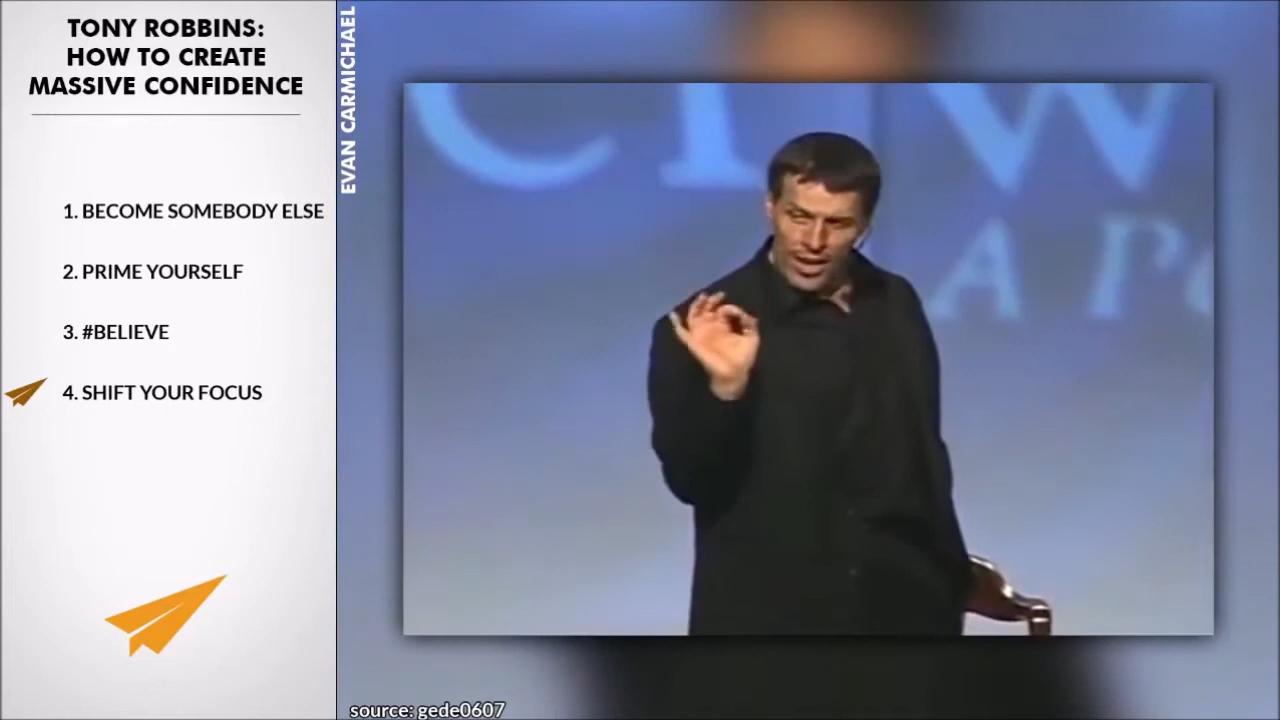 TONY ROBBINS:
HOW TO CREATE
MASSIVE CONFIDENCE
1. BECOME SOMEBODY ELSE
2. PRIME YOURSELF
3. #BELIEVE
4. SHIFT YOUR FOCUS
EVAN CARMICHAEL
W
A
source: gede0607